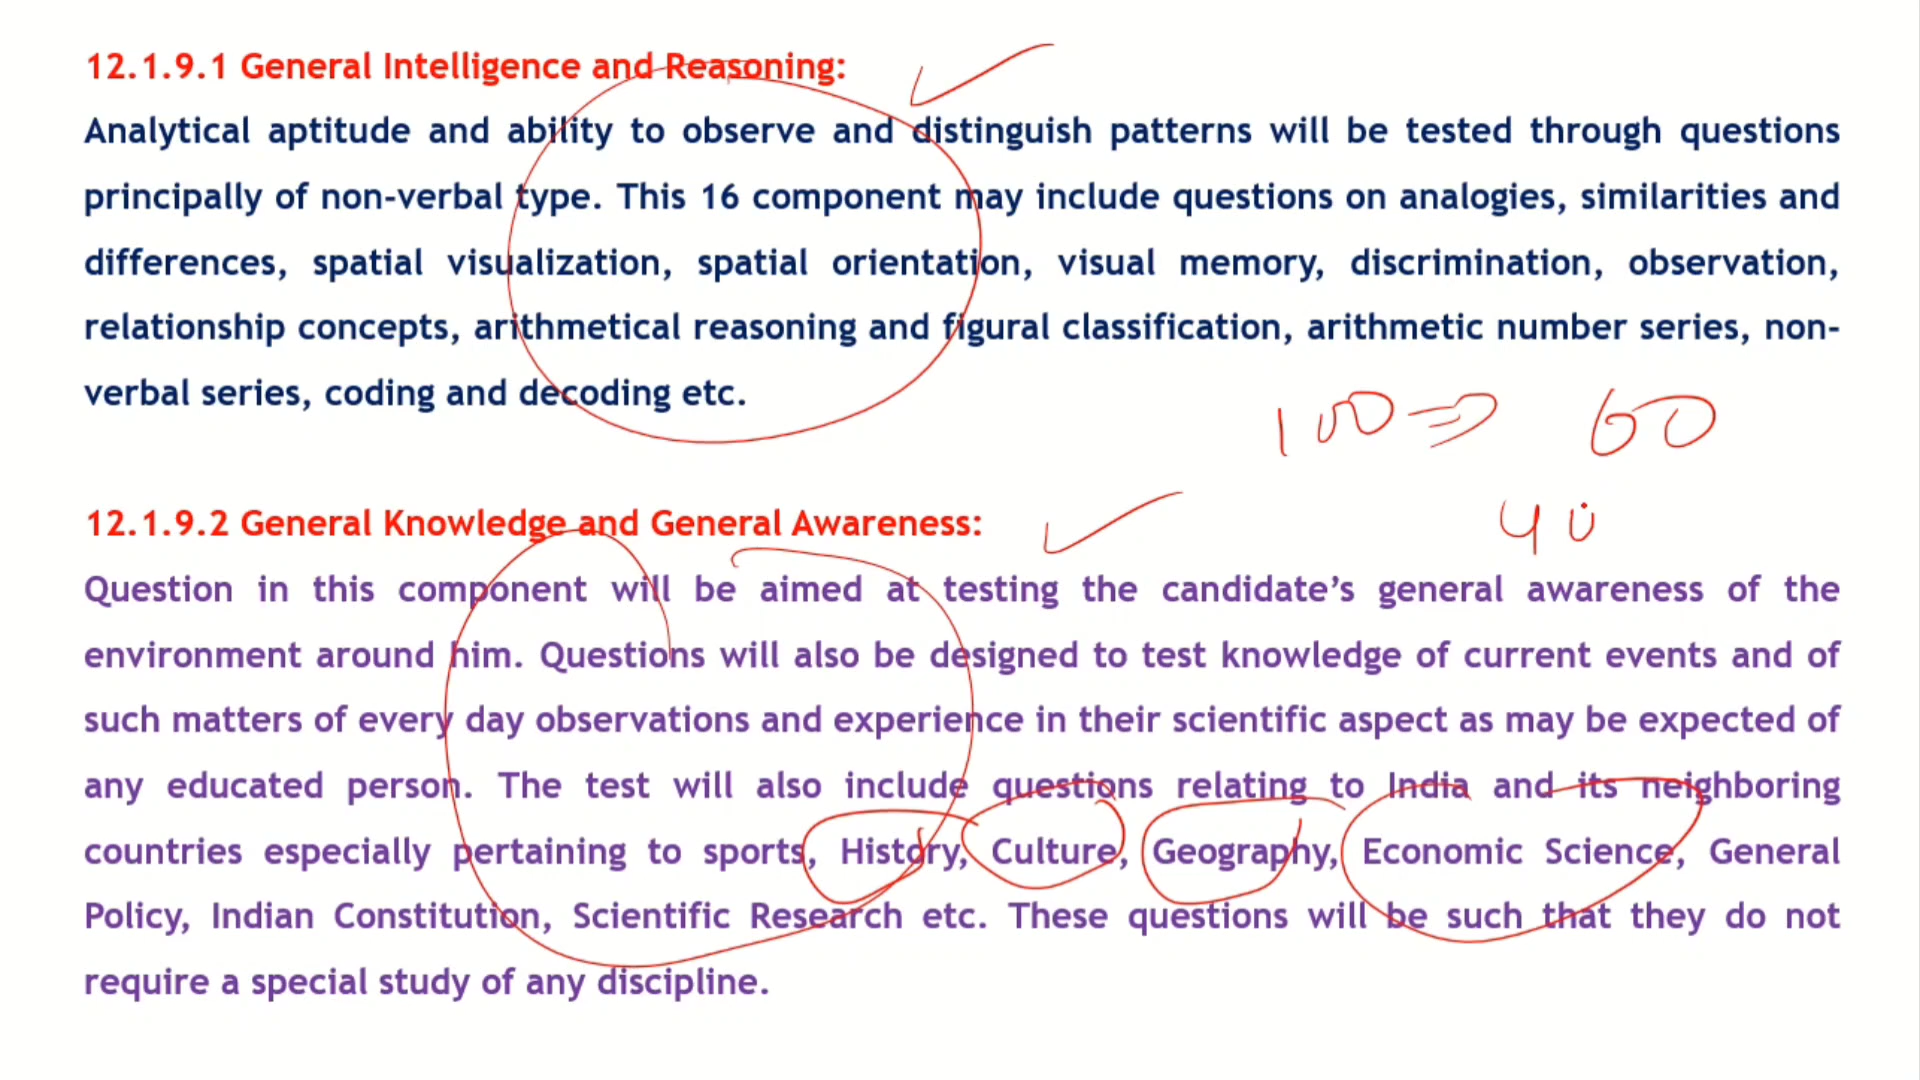 12.1.9.1 General Intelligence and Reasoning:
Analytical aptitude and ability to observe and distinguish patterns will be tested through questions
principally of non-verbal type. This 16 component may include questions on analogies, similarities and
differences, spatial visualization, spatial orientation, visual memory, discrimination, observation,
relationship concepts, arithmetical reasoning and figural classification, arithmetic number series, non-
verbal series, coding and decoding etc.
100 ⇒ 60
40
12.1.9.2 General Knowledge and General Awareness:
Question in this component will be aimed at testing the candidate’s general awareness of the
environment around him. Questions will also be designed to test knowledge of current events and of
such matters of every day observations and experience in their scientific aspect as may be expected of
any educated person. The test will also include questions relating to India and its neighboring
countries especially pertaining to sports, History, Culture, Geography, Economic Science, General
Policy, Indian Constitution, Scientific Research etc. These questions will be such that they do not
require a special study of any discipline.